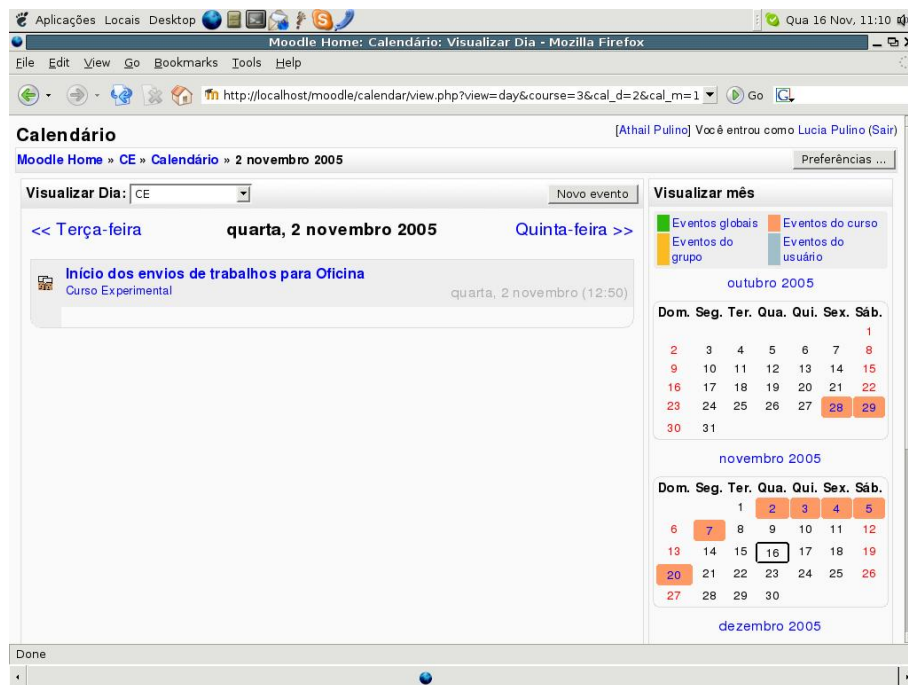 Aplicações Locais Desktop
Qua 16 Nov, 11:10
Moodle Home: Calendário: Visualizar Dia - Mozilla Firefox
File Edit View Go Bookmarks Tools Help
http://localhost/moodle/calendar/view.php?view=day&course=3&cal_d=2&cal_m=1 Go
Calendário
[Athail Pulino] Você entrou como Lucia Pulino (Sair)
Moodle Home » CE » Calendário » 2 novembro 2005
Preferências ...
Visualizar Dia: CE
Novo evento
<< Terça-feira quarta, 2 novembro 2005 Quinta-feira >>
Início dos envios de trabalhos para Oficina
Curso Experimental
quarta, 2 novembro (12:50)
Visualizar mês
Eventos globais
Eventos do curso
Eventos do grupo
Eventos do usuário
outubro 2005
Dom. Seg. Ter. Qua. Qui. Sex. Sáb.
1
2 3 4 5 6 7 8
9 10 11 12 13 14 15
16 17 18 19 20 21 22
23 24 25 26 27 28 29
30 31
novembro 2005
Dom. Seg. Ter. Qua. Qui. Sex. Sáb.
1 2 3 4 5
6 7 8 9 10 11 12
13 14 15 16 17 18 19
20 21 22 23 24 25 26
27 28 29 30
dezembro 2005
Done